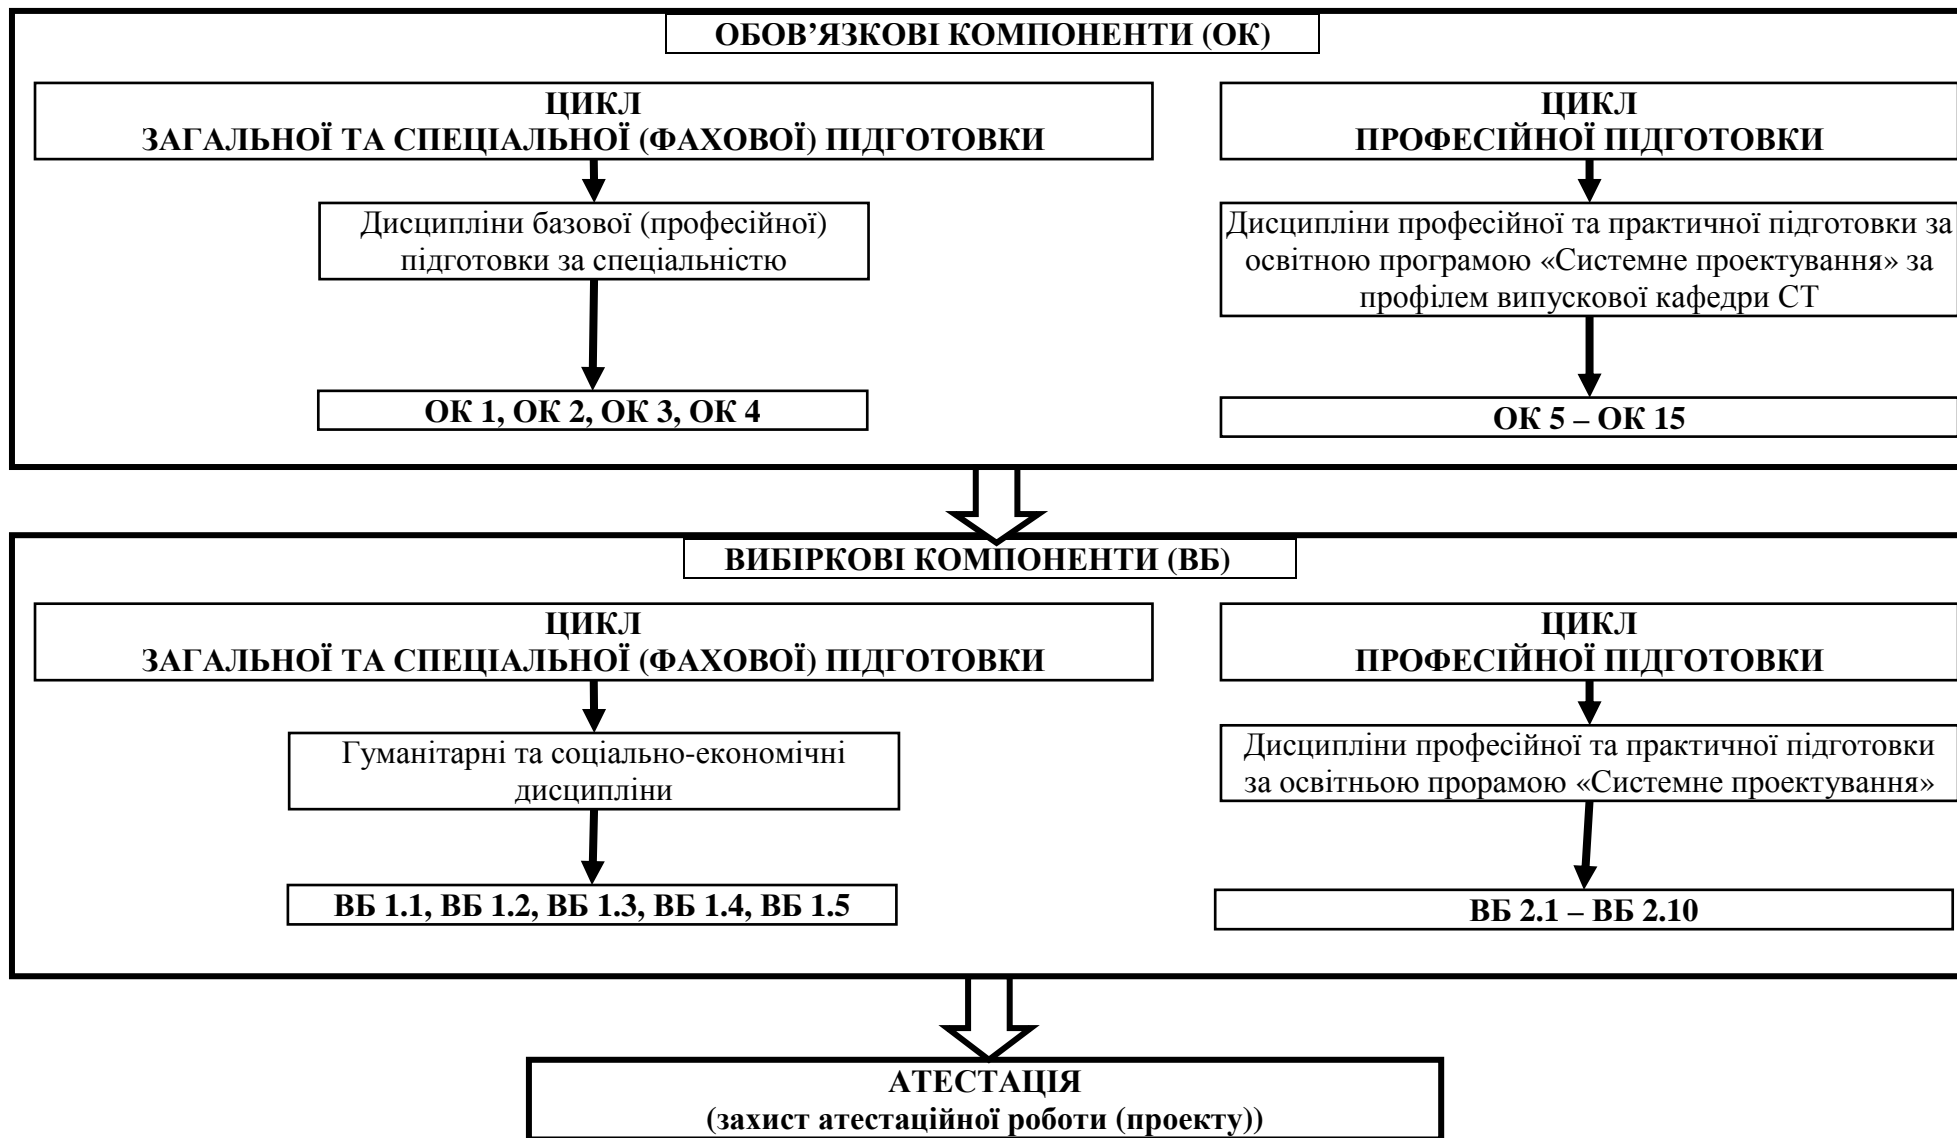 ОБОВ’ЯЗКОВІ КОМПОНЕНТИ (ОК)
ЦИКЛ
ЗАГАЛЬНОЇ ТА СПЕЦІАЛЬНОЇ (ФАХОВОЇ) ПІДГОТОВКИ
Дисципліни базової (професійної)
підготовки за спеціальністю
ОК 1, ОК 2, ОК 3, ОК 4
ЦИКЛ
ПРОФЕСІЙНОЇ ПІДГОТОВКИ
Дисципліни професійної та практичної підготовки за
освітною програмою «Системне проектування» за
профілем випускової кафедри СТ
ОК 5 – ОК 15
ВИБІРКОВІ КОМПОНЕНТИ (ВБ)
ЦИКЛ
ЗАГАЛЬНОЇ ТА СПЕЦІАЛЬНОЇ (ФАХОВОЇ) ПІДГОТОВКИ
Гуманітарні та соціально-економічні
дисципліни
ВБ 1.1, ВБ 1.2, ВБ 1.3, ВБ 1.4, ВБ 1.5
ЦИКЛ
ПРОФЕСІЙНОЇ ПІДГОТОВКИ
Дисципліни професійної та практичної підготовки
за освітньою прорамою «Системне проектування»
ВБ 2.1 – ВБ 2.10
АТЕСТАЦІЯ
(захист атестаційної роботи (проекту))